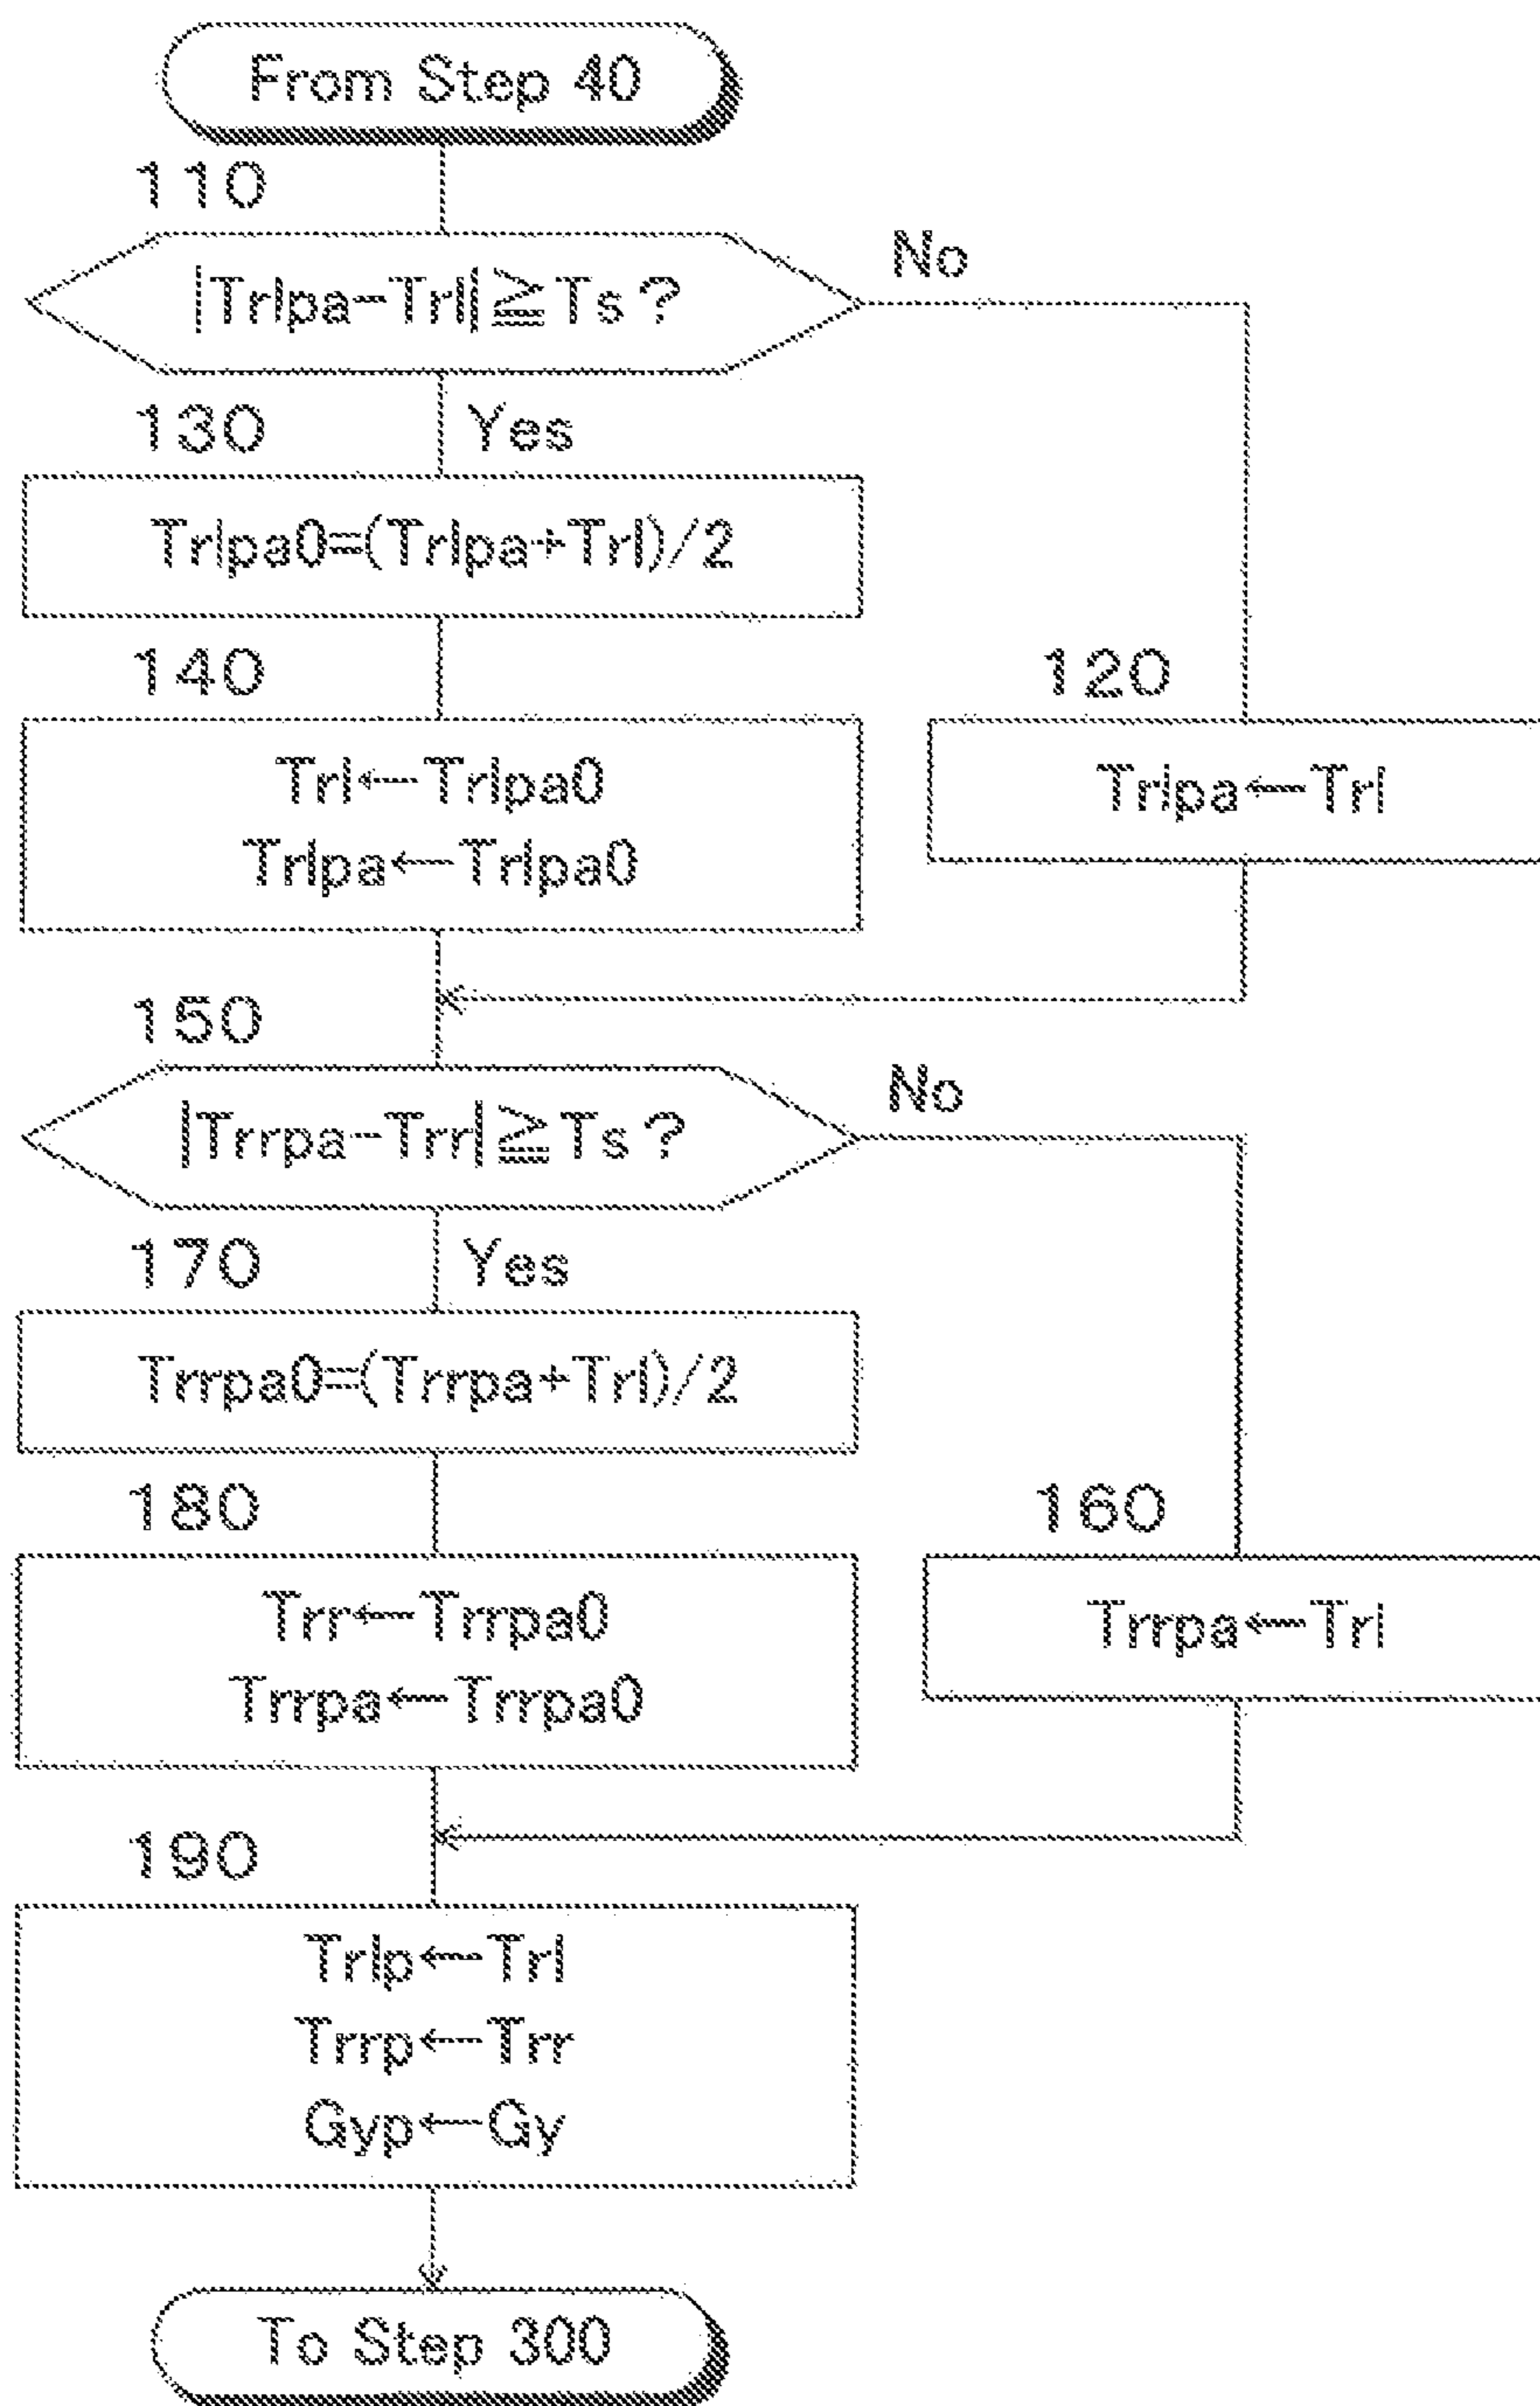 From Step 40
110
|Trlpa-Trl|≧Ts?
No
130
Yes
Trlpa0=(Trlpa+Trl)/2
140
120
Trl←Trlpa0
Trlpa←Trlpa0
Trlpa←Trl
150
|Trrpa-Trr|≧Ts?
No
170
Yes
Trrpa0=(Trrpa+Trl)/2
180
160
Trr←Trrpa0
Trrpa←Trrpa0
Trrpa←Trl
190
Trlp←Trl
Trrp←Trr
Gyp←Gy
To Step 300